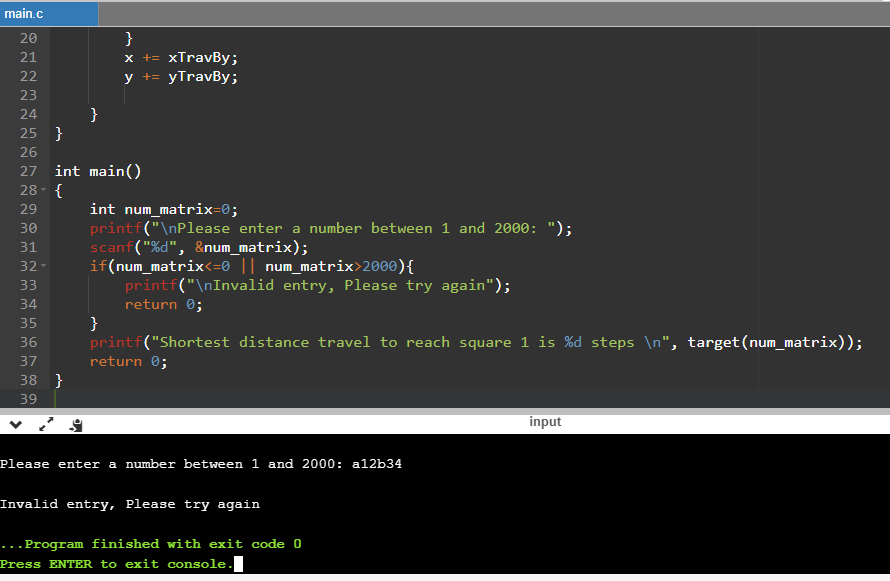 main.c
20 }
21 x += xTravBy;
22 y += yTravBy;
23
24 }
25 }
26
27 int main()
28 {
29 int num_matrix=0;
30 printf("\nPlease enter a number between 1 and 2000: ");
31 scanf("%d", &num_matrix);
32 if(num_matrix<=0 || num_matrix>2000){
33 printf("\nInvalid entry, Please try again");
34 return 0;
35 }
36 printf("Shortest distance travel to reach square 1 is %d steps \n", target(num_matrix));
37 return 0;
38 }
39
input
Please enter a number between 1 and 2000: a12b34
Invalid entry, Please try again
...Program finished with exit code 0
Press ENTER to exit console.